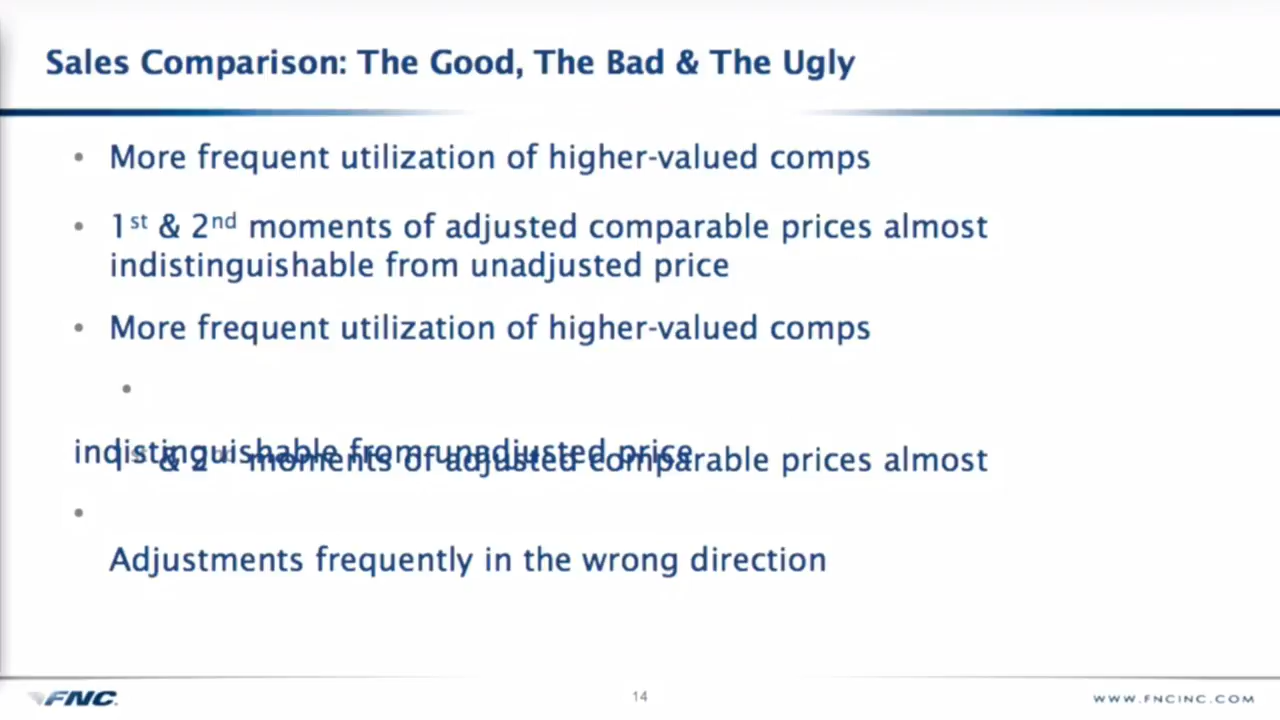 Sales Comparison: The Good, The Bad & The Ugly
• More frequent utilization of higher-valued comps
• 1st & 2nd moments of adjusted comparable prices almost
indistinguishable from unadjusted price
• More frequent utilization of higher-valued comps
•
indistinguishable from unadjusted price
1st & 2nd moments of adjusted comparable prices almost
•
Adjustments frequently in the wrong direction
FNC
14
WWW.FNCINC.COM